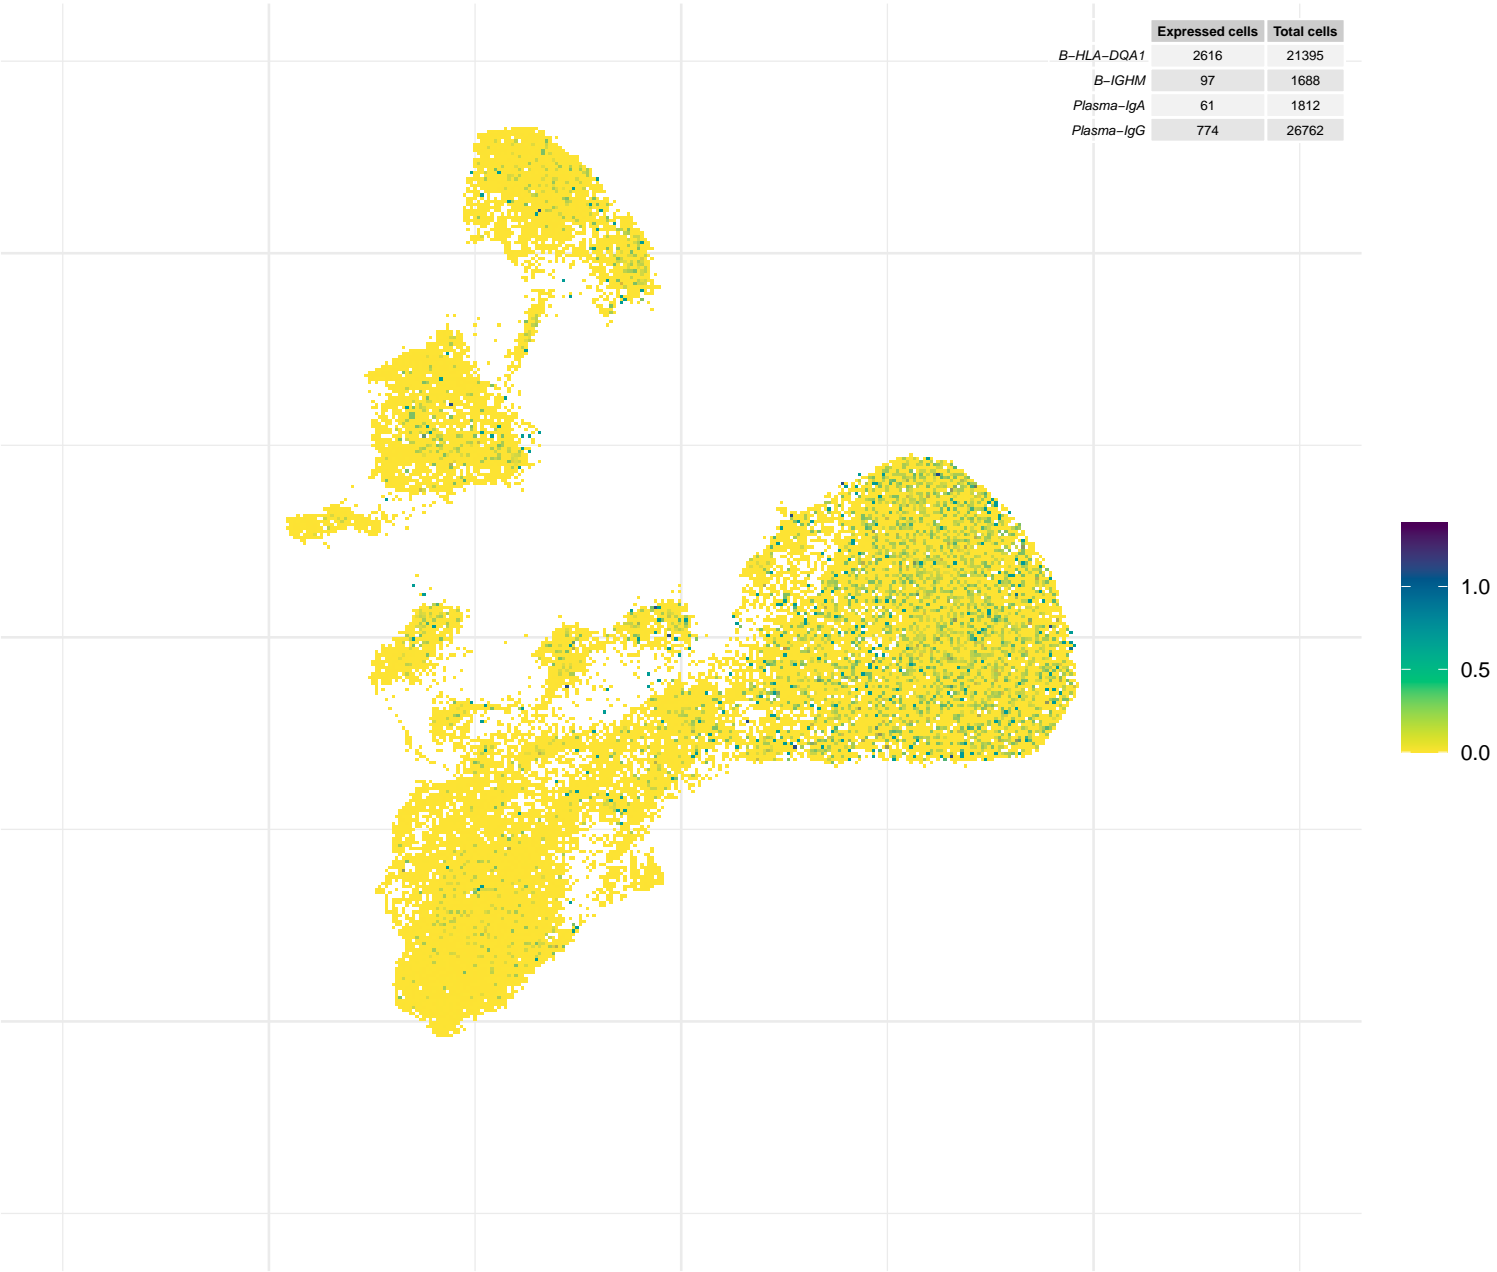 Expressed cells Total cells
B−HLA−DQA1 2616 21395
B−IGHM 97 1688
Plasma−IgA 61 1812
Plasma−IgG 774 26762
1.0
0.5
0.0